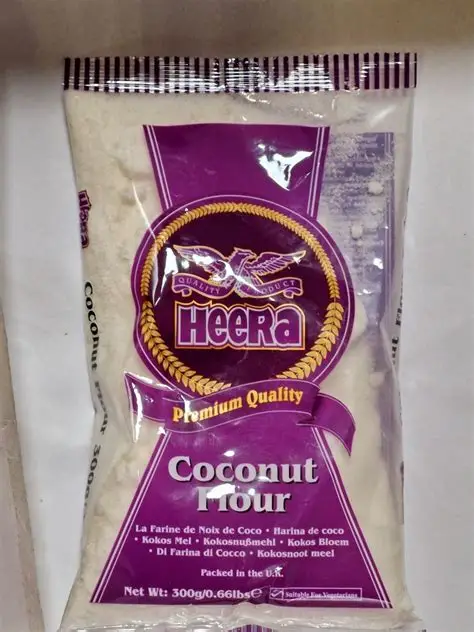 QUALITY PRODUCT
HEERA
Premium Quality
Coconut
Flour
La Farine de Noix de Coco • Harina de coco
• Kokos Mel • Kokosnußmehl • Kokos Bloem
• Di Farina di Cocco • Kokosnoot meel
Packed in the U.K.
Net Wt: 300g/0.66lbs℮
Suitable For Vegetarians
Heera
Coconut Flour 300g